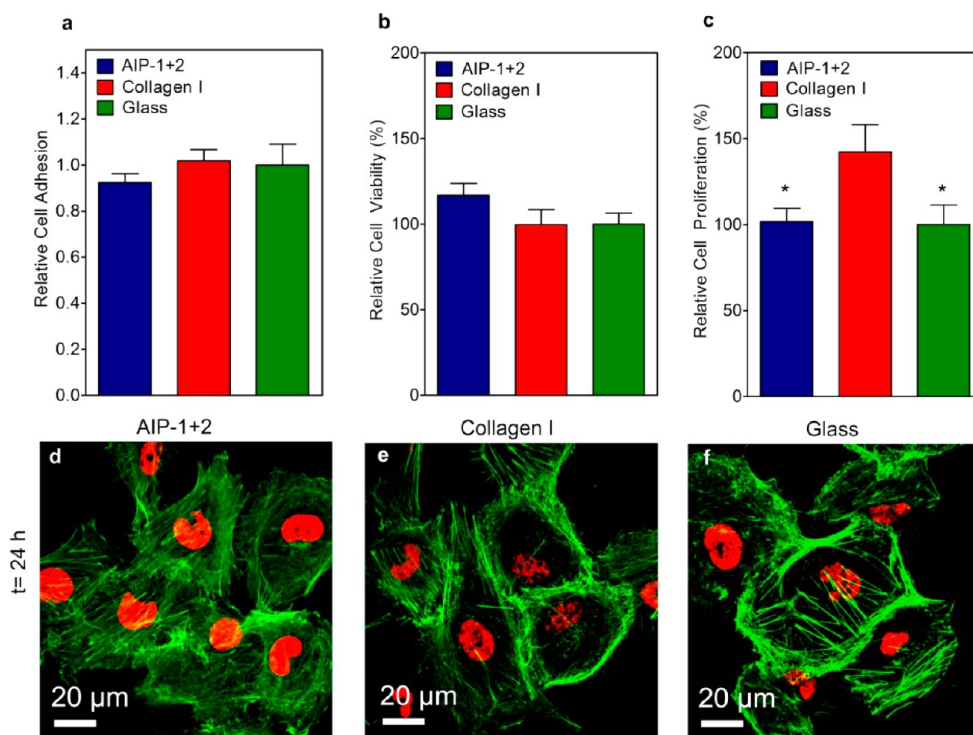 a
Relative Cell Adhesion
1.4
1.2
1.0
0.8
0.6
0.4
0.2
0.0
AIP-1+2
Collagen I
Glass
b
Relative Cell Viability (%)
200
150
100
50
0
AIP-1+2
Collagen I
Glass
c
Relative Cell Proliferation (%)
200
150
100
50
0
AIP-1+2
Collagen I
Glass
*
*
AIP-1+2
Collagen I
Glass
t= 24 h
d
20 µm
e
20 µm
f
20 µm